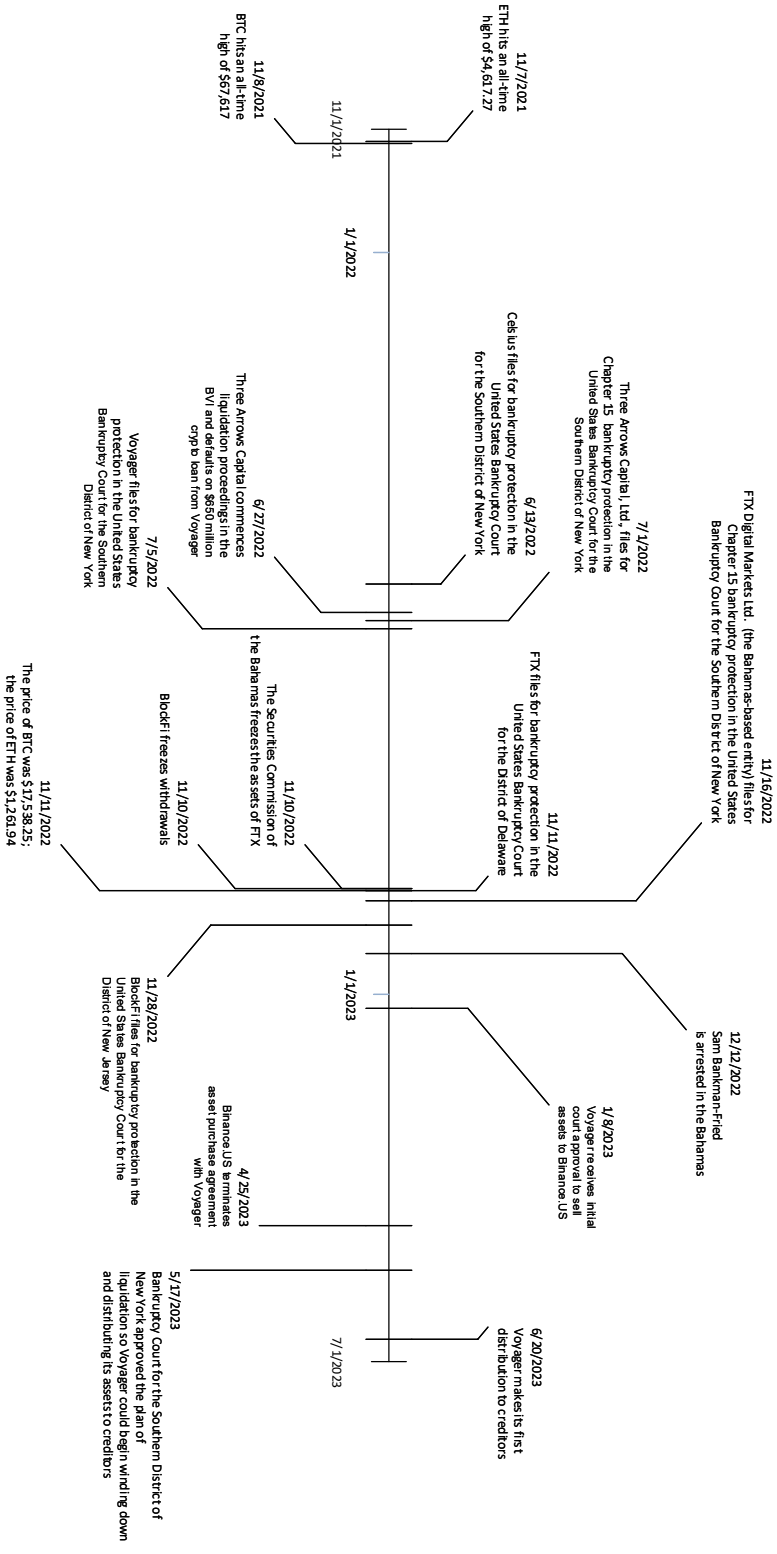 11/7/2021
ETH hits an all-time
high of $4,617.27
11/8/2021
BTC hits an all-time
high of $67,617
11/1/2021
1/1/2022
6/13/2022
Celsius files for bankruptcy protection in the
United States Bankruptcy Court
for the Southern District of New York
6/27/2022
Three Arrows Capital commences
liquidation proceedings in the
BVI and defaults on $650 million
crypto loan from Voyager
7/1/2022
Three Arrows Capital, Ltd., files for
Chapter 15 bankruptcy protection in the
United States Bankruptcy Court for the
Southern District of New York
7/5/2022
Voyager files for bankruptcy
protection in the United States
Bankruptcy Court for the Southern
District of New York
11/10/2022
The Securities Commission of
the Bahamas freezes the assets of FTX
11/10/2022
BlockFi freezes withdrawals
11/11/2022
FTX files for bankruptcy protection in the
United States Bankruptcy Court
for the District of Delaware
11/11/2022
The price of BTC was $17,538.25;
the price of ETH was $1,261.94
11/16/2022
FTX Digital Markets Ltd. (the Bahamas-based entity) files for
Chapter 15 bankruptcy protection in the United States
Bankruptcy Court for the Southern District of New York
11/28/2022
BlockFi files for bankruptcy protection in the
United States Bankruptcy Court for the
District of New Jersey
12/12/2022
Sam Bankman-Fried
is arrested in the Bahamas
1/1/2023
1/8/2023
Voyager receives initial
court approval to sell
assets to Binance.US
4/25/2023
Binance.US terminates
asset purchase agreement
with Voyager
5/17/2023
Bankruptcy Court for the Southern District of
New York approved the plan of
liquidation so Voyager could begin winding down
and distributing its assets to creditors
6/20/2023
Voyager makes its first
distribution to creditors
7/1/2023